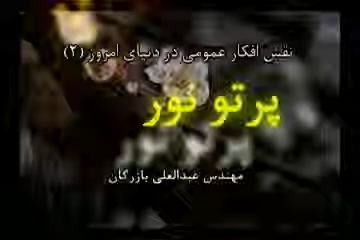 نقش افکار عمومی در دنیای امروز (۲)
پرتو نور
مهندس عبدالعلی بازرگان